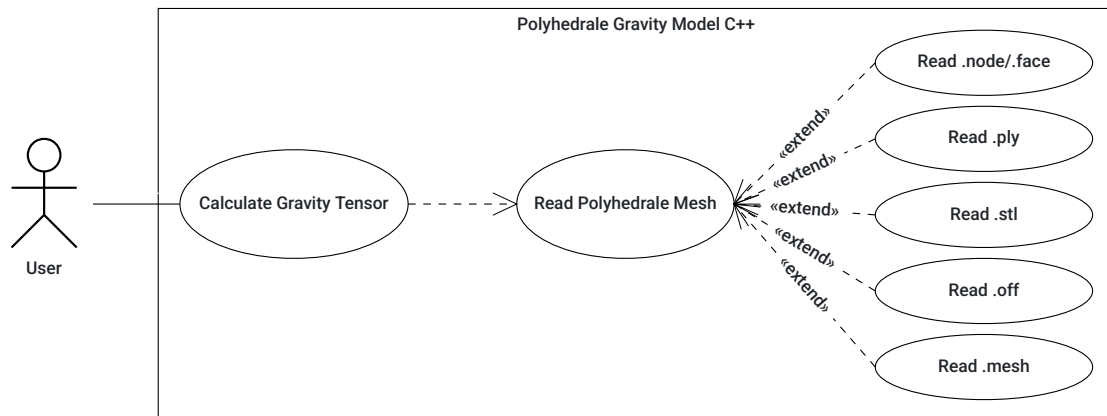 Polyhedrale Gravity Model C++
Read .node/.face
«extend»
Read .ply
«extend»
Calculate Gravity Tensor
Read Polyhedrale Mesh
«extend»
Read .stl
User
«extend»
Read .off
«extend»
Read .mesh